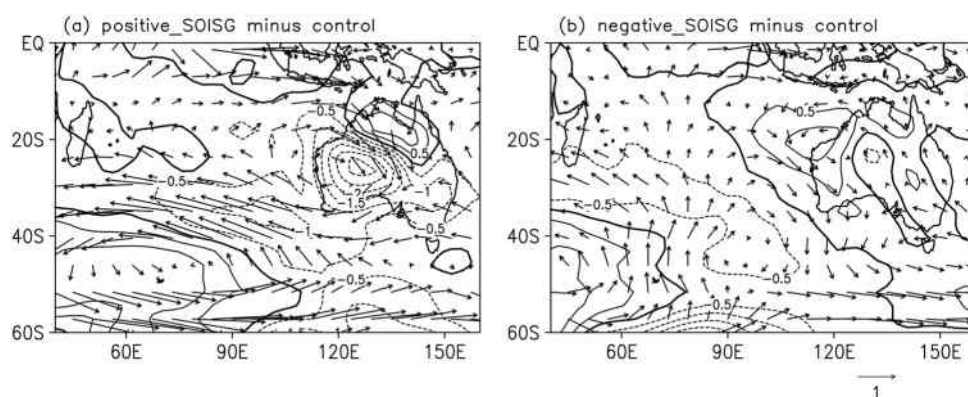 (a) positive_SOISG minus control
(b) negative_SOISG minus control
EQ
20S
40S
60S
60E
90E
120E
150E
-0.5
-0.5
0.5
-1
-2
-1.5
-0.5
-0.5
EQ
20S
40S
60S
60E
90E
120E
150E
0.5
-0.5
-0.5
-0.5
1